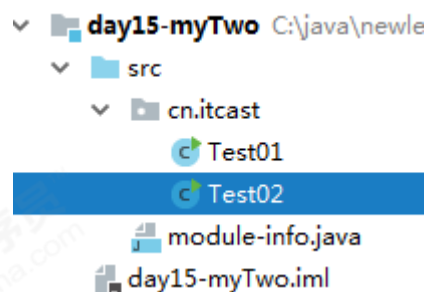 day15-myTwo C:\java\newle
src
cn.itcast
Test01
Test02
module-info.java
day15-myTwo.iml